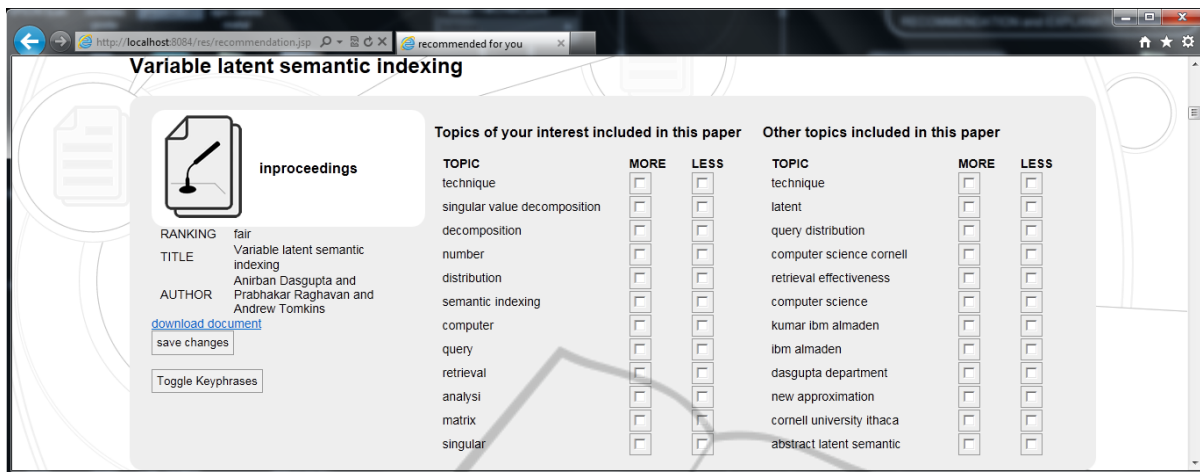 RECOMMENDATION and EXPLANA
http://localhost:8084/res/recommendation.jsp
recommended for you
Variable latent semantic indexing
inproceedings
RANKING fair
TITLE Variable latent semantic
indexing
AUTHOR Anirban Dasgupta and
Prabhakar Raghavan and
Andrew Tomkins
download document
save changes
Toggle Keyphrases
Topics of your interest included in this paper
TOPIC MORE LESS
technique
singular value decomposition
decomposition
number
distribution
semantic indexing
computer
query
retrieval
analysi
matrix
singular
Other topics included in this paper
TOPIC MORE LESS
technique
latent
query distribution
computer science cornell
retrieval effectiveness
computer science
kumar ibm almaden
ibm almaden
dasgupta department
new approximation
cornell university ithaca
abstract latent semantic